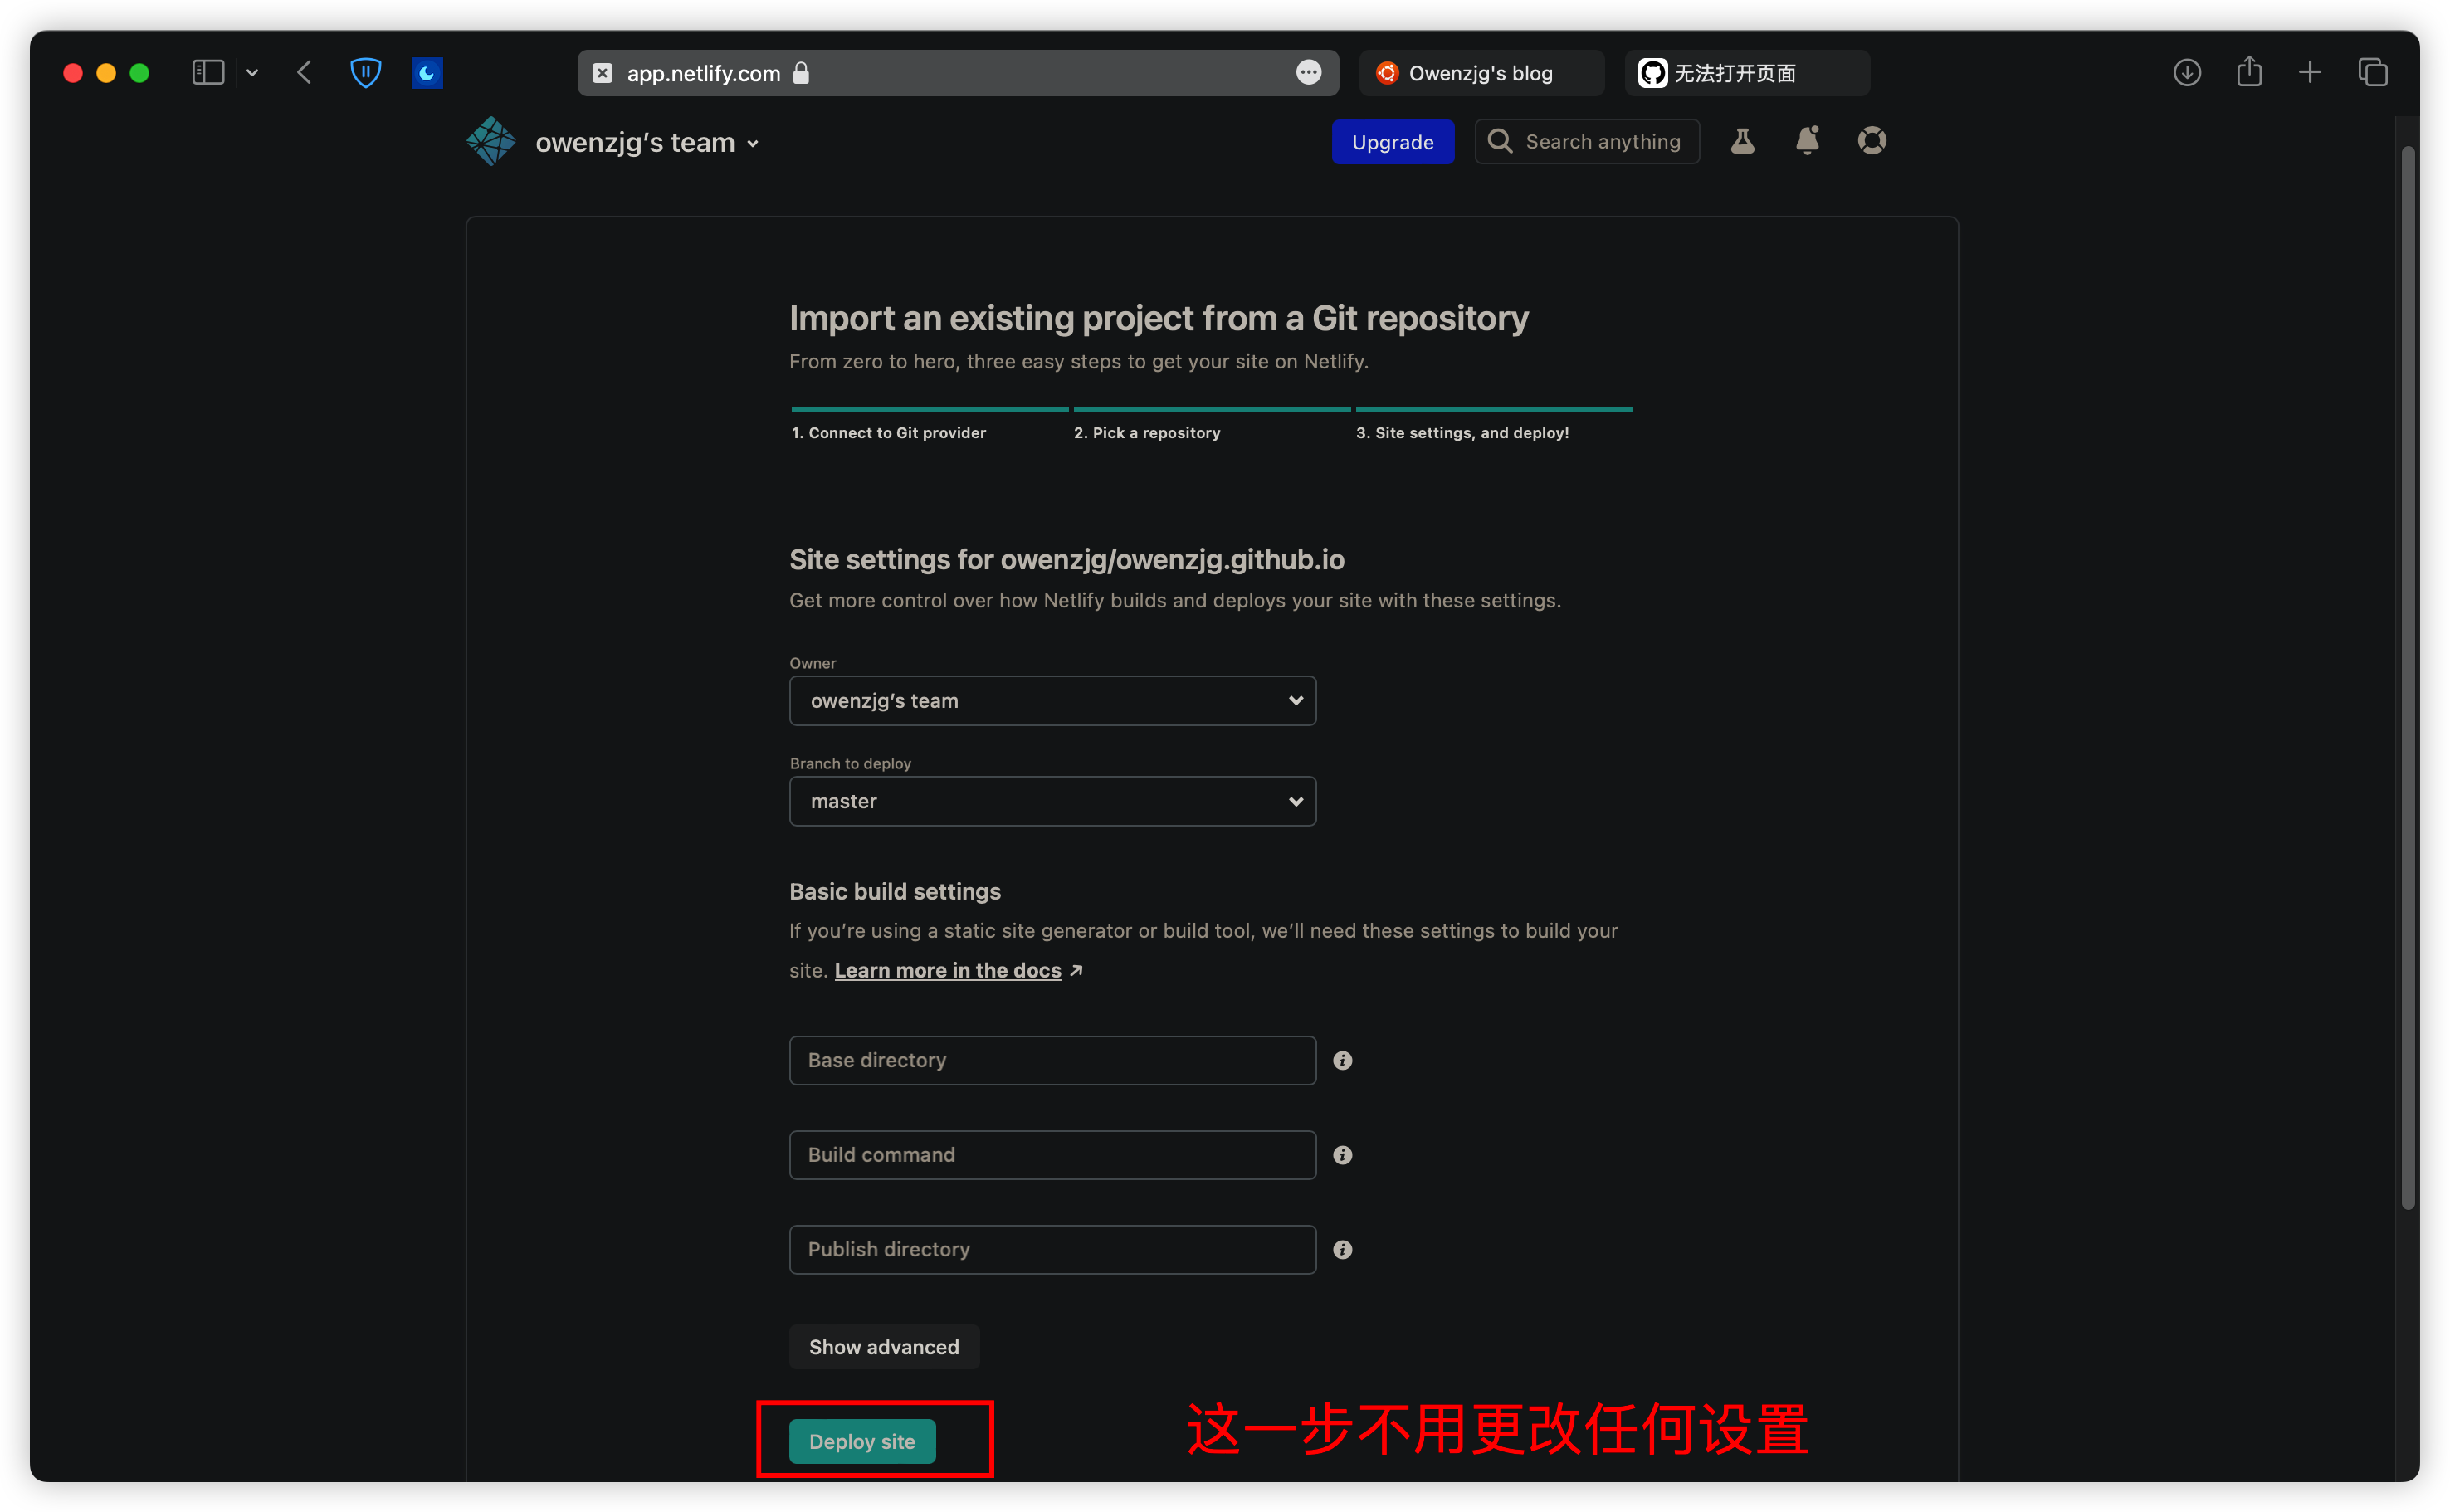 app.netlify.com
Owenzjg's blog
无法打开页面
owenzjg’s team
Upgrade
Search anything
Import an existing project from a Git repository
From zero to hero, three easy steps to get your site on Netlify.
1. Connect to Git provider
2. Pick a repository
3. Site settings, and deploy!
Site settings for owenzjg/owenzjg.github.io
Get more control over how Netlify builds and deploys your site with these settings.
Owner
owenzjg’s team
Branch to deploy
master
Basic build settings
If you’re using a static site generator or build tool, we’ll need these settings to build your
site. Learn more in the docs
Base directory
Build command
Publish directory
Show advanced
Deploy site
这一步不用更改任何设置